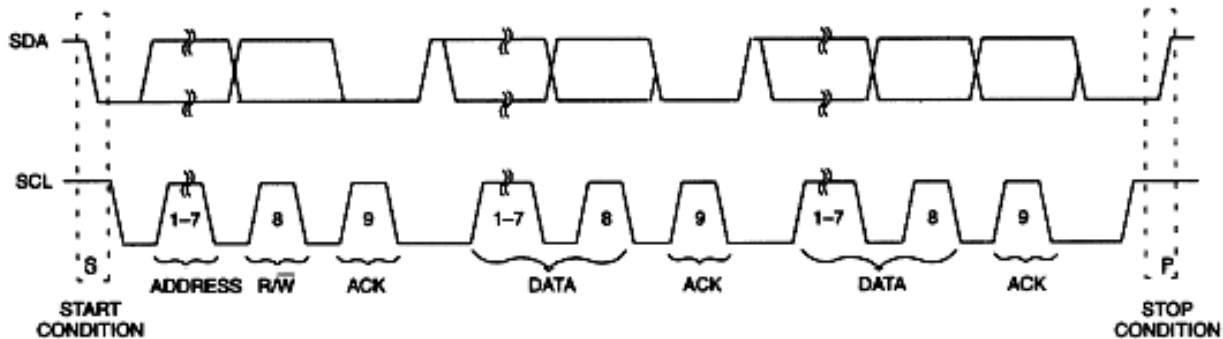 SDA
SCL
1–7 8 9 1–7 8 9 1–7 8 9
S P
ADDRESS R/W̅ ACK DATA ACK DATA ACK
START
CONDITION
STOP
CONDITION